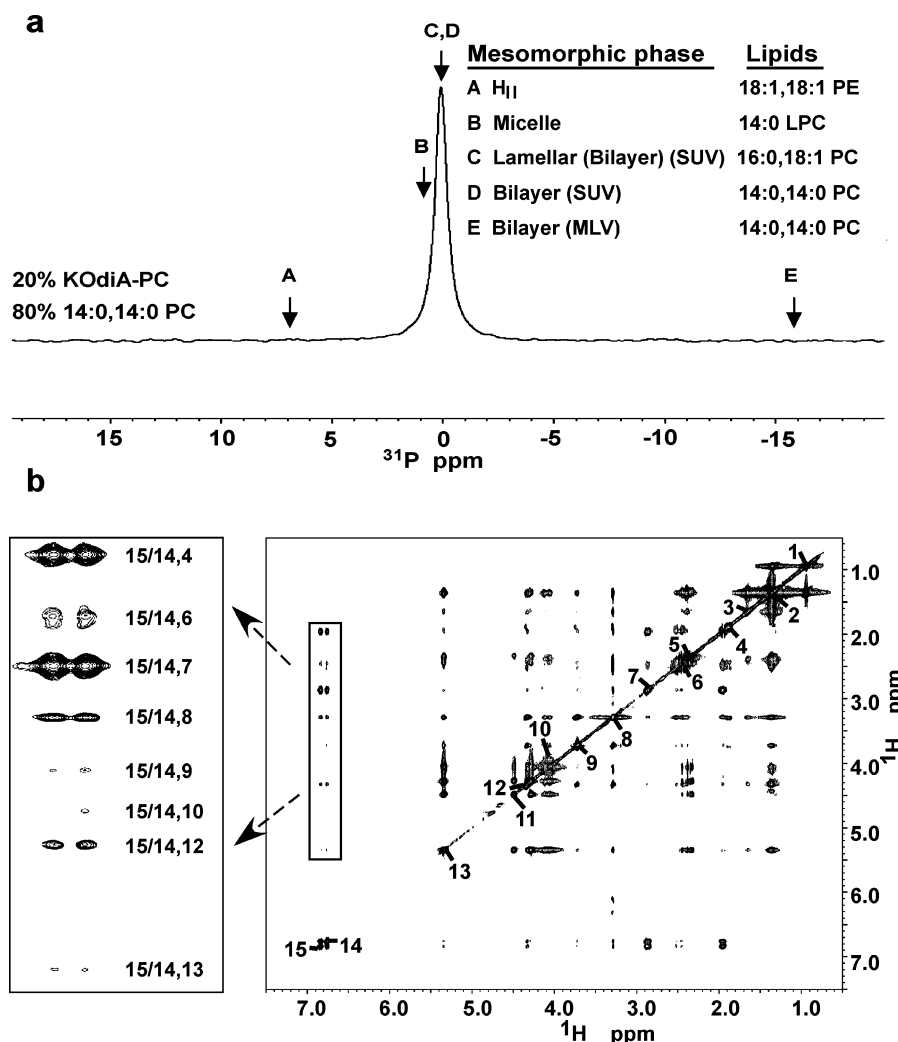 a
C,D
Mesomorphic phase Lipids
A HII 18:1,18:1 PE
B Micelle 14:0 LPC
C Lamellar (Bilayer) (SUV) 16:0,18:1 PC
D Bilayer (SUV) 14:0,14:0 PC
E Bilayer (MLV) 14:0,14:0 PC
B
20% KOdiA-PC
80% 14:0,14:0 PC
A
E
15 10 5 0 -5 -10 -15
31P ppm
b
15/14,4
15/14,6
15/14,7
15/14,8
15/14,9
15/14,10
15/14,12
15/14,13
1
2
3
4
5
6
7
8
9
10
11
12
13
15 14
1.0
2.0
3.0
4.0
5.0
6.0
7.0
1H ppm
7.0 6.0 5.0 4.0 3.0 2.0 1.0
1H ppm